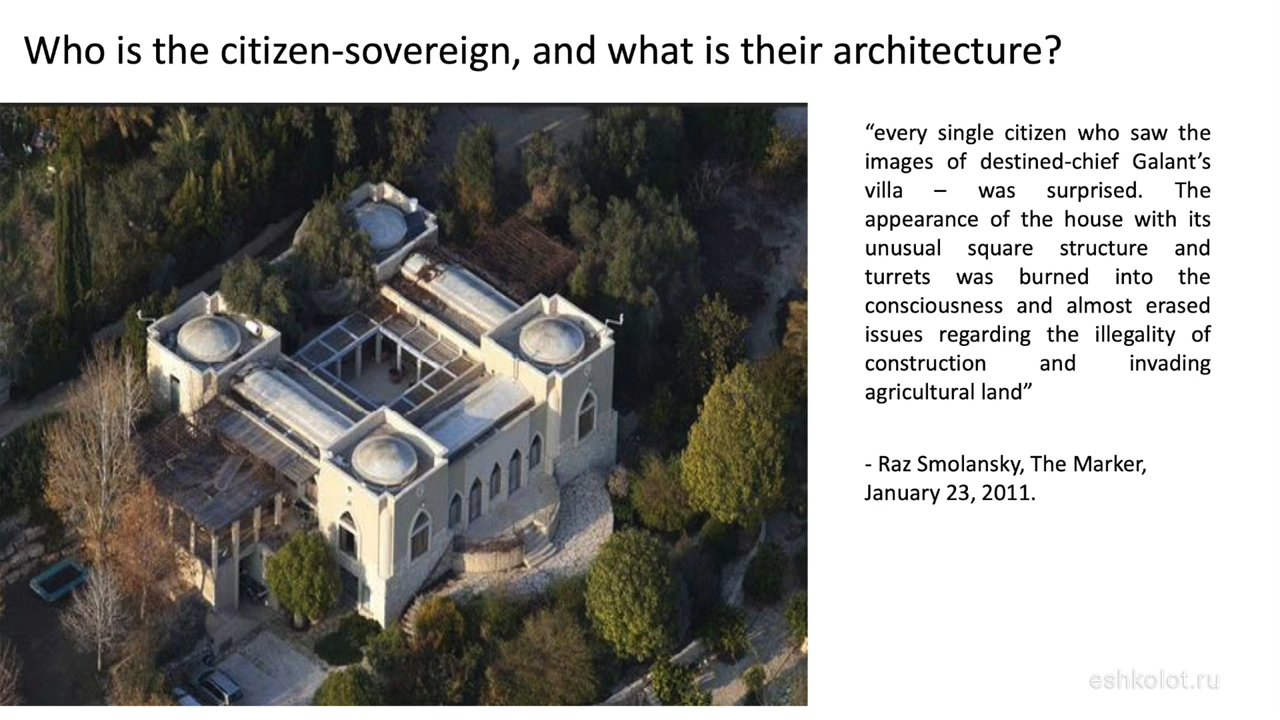 Who is the citizen-sovereign, and what is their architecture?
“every single citizen who saw the
images of destined-chief Galant’s
villa – was surprised. The
appearance of the house with its
unusual square structure and
turrets was burned into the
consciousness and almost erased
issues regarding the illegality of
construction and invading
agricultural land”
- Raz Smolansky, The Marker,
January 23, 2011.
eshkolot.ru